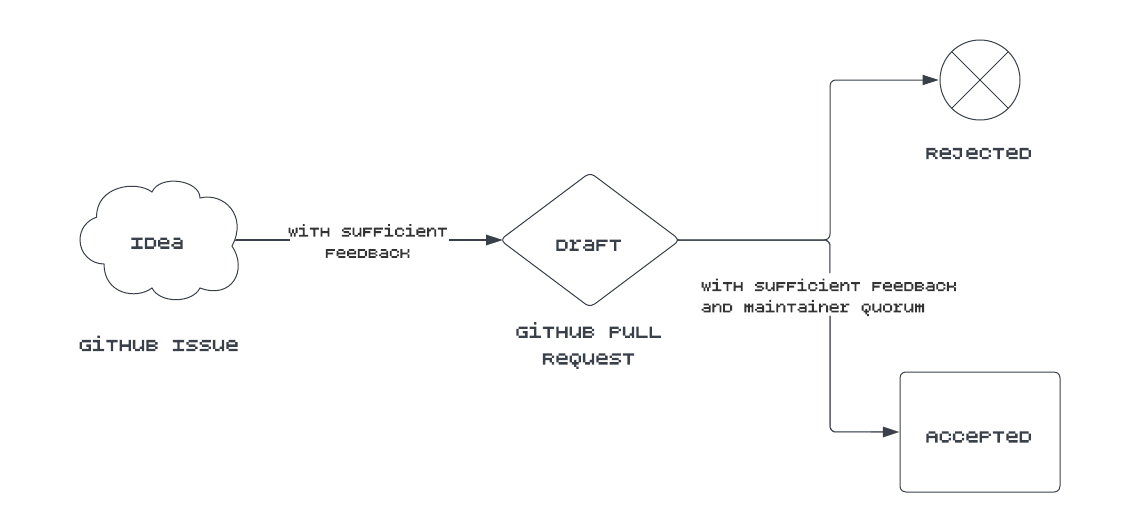 Rejected
Idea
with sufficient
feedback
Draft
with sufficient feedback
and maintainer quorum
GitHub Pull
Request
GitHub Issue
Accepted